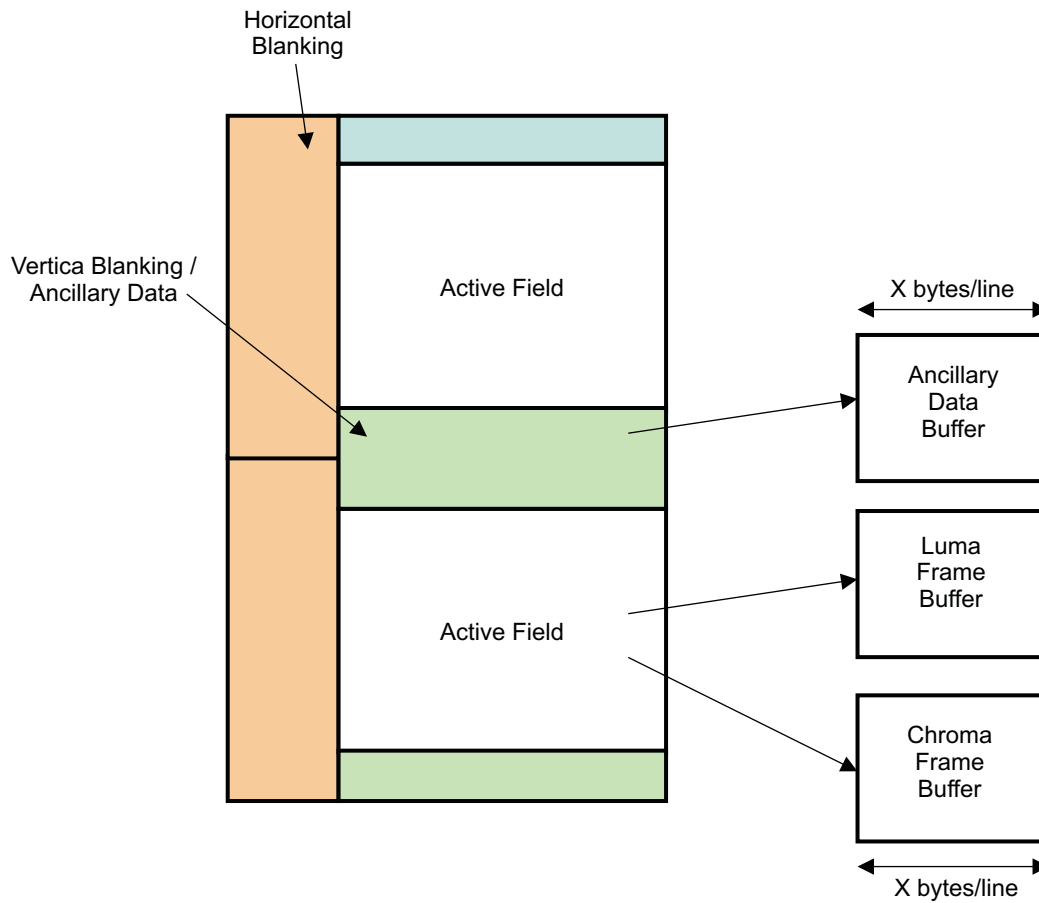 Horizontal
Blanking
Vertica Blanking /
Ancillary Data
Active Field
X bytes/line
Ancillary
Data
Buffer
Luma
Frame
Buffer
Active Field
Chroma
Frame
Buffer
X bytes/line